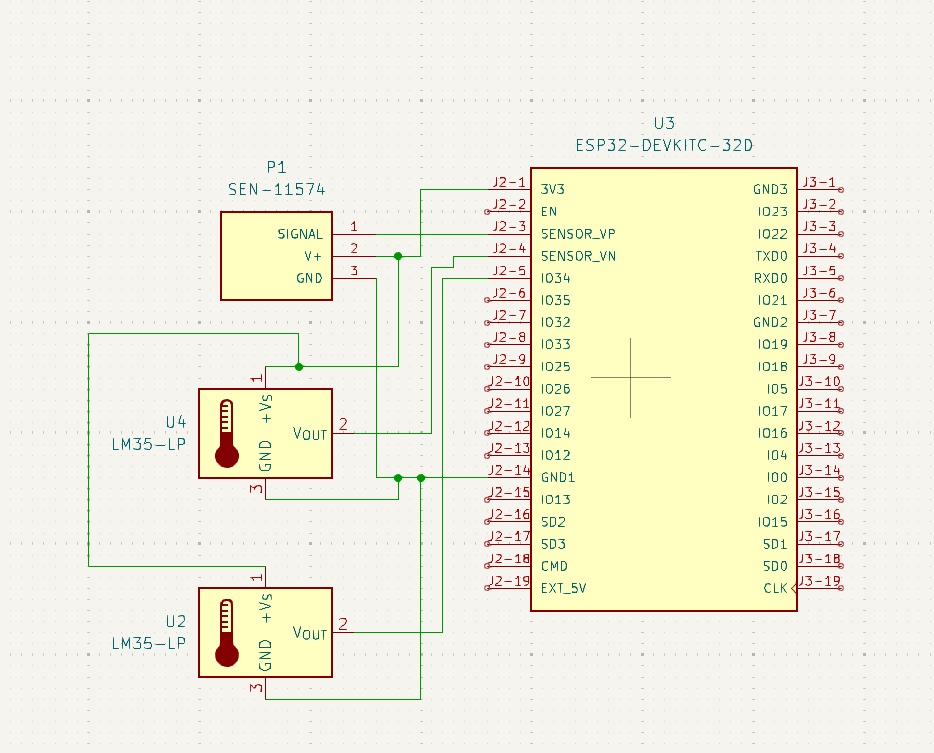 U3
ESP32-DEVKITC-32D
P1
SEN-11574
SIGNAL 1
V+ 2
GND 3
J2-1 3V3 GND3 J3-1
J2-2 EN IO23 J3-2
J2-3 SENSOR_VP IO22 J3-3
J2-4 SENSOR_VN TXD0 J3-4
J2-5 IO34 RXD0 J3-5
J2-6 IO35 IO21 J3-6
J2-7 IO32 GND2 J3-7
J2-8 IO33 IO19 J3-8
J2-9 IO25 IO18 J3-9
J2-10 IO26 IO5 J3-10
J2-11 IO27 IO17 J3-11
J2-12 IO14 IO16 J3-12
J2-13 IO12 IO4 J3-13
J2-14 GND1 IO0 J3-14
J2-15 IO13 IO2 J3-15
J2-16 SD2 IO15 J3-16
J2-17 SD3 SD1 J3-17
J2-18 CMD SD0 J3-18
J2-19 EXT_5V CLK J3-19
U4
LM35-LP
1
+Vs
GND
3
VOUT 2
U2
LM35-LP
1
+Vs
GND
3
VOUT 2